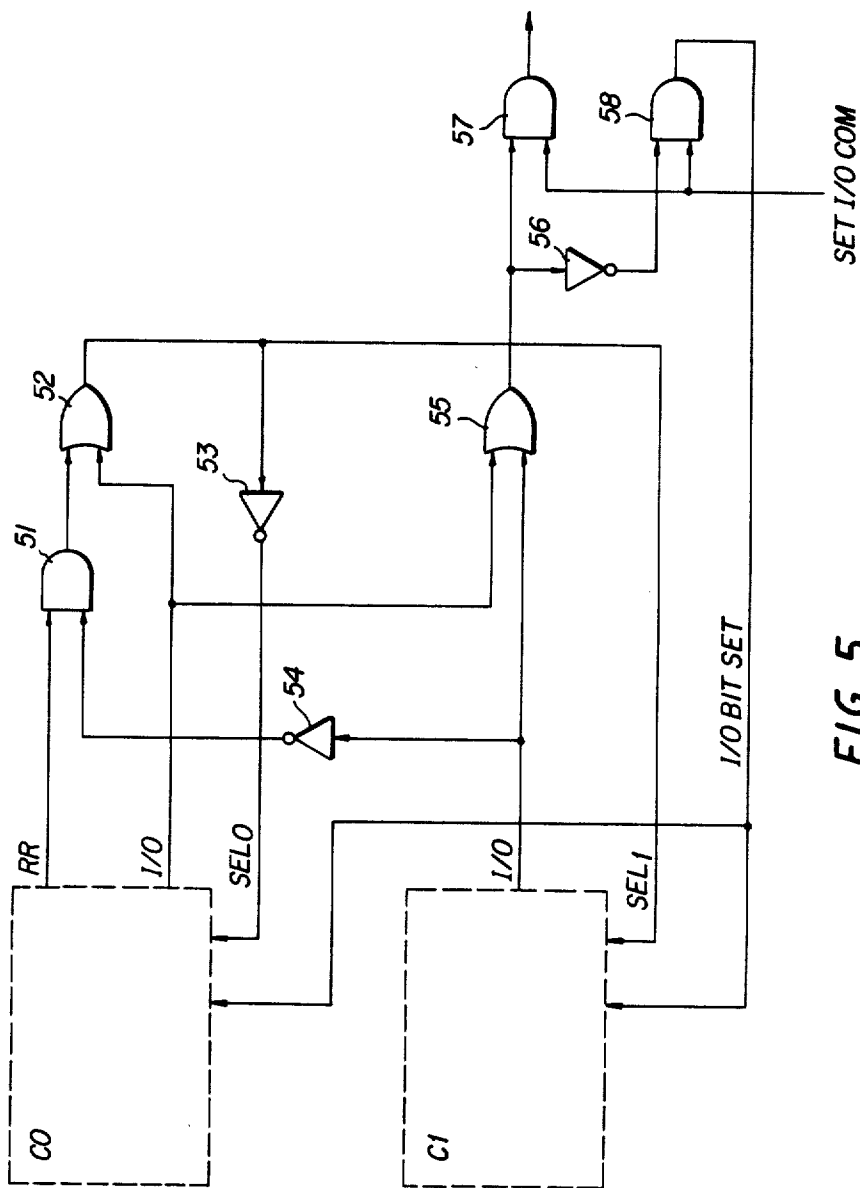 C0
RR
I/O
SEL0
C1
I/O
SEL1
I/O BIT SET
51
52
53
54
55
56
57
58
SET I/O COM
FIG. 5